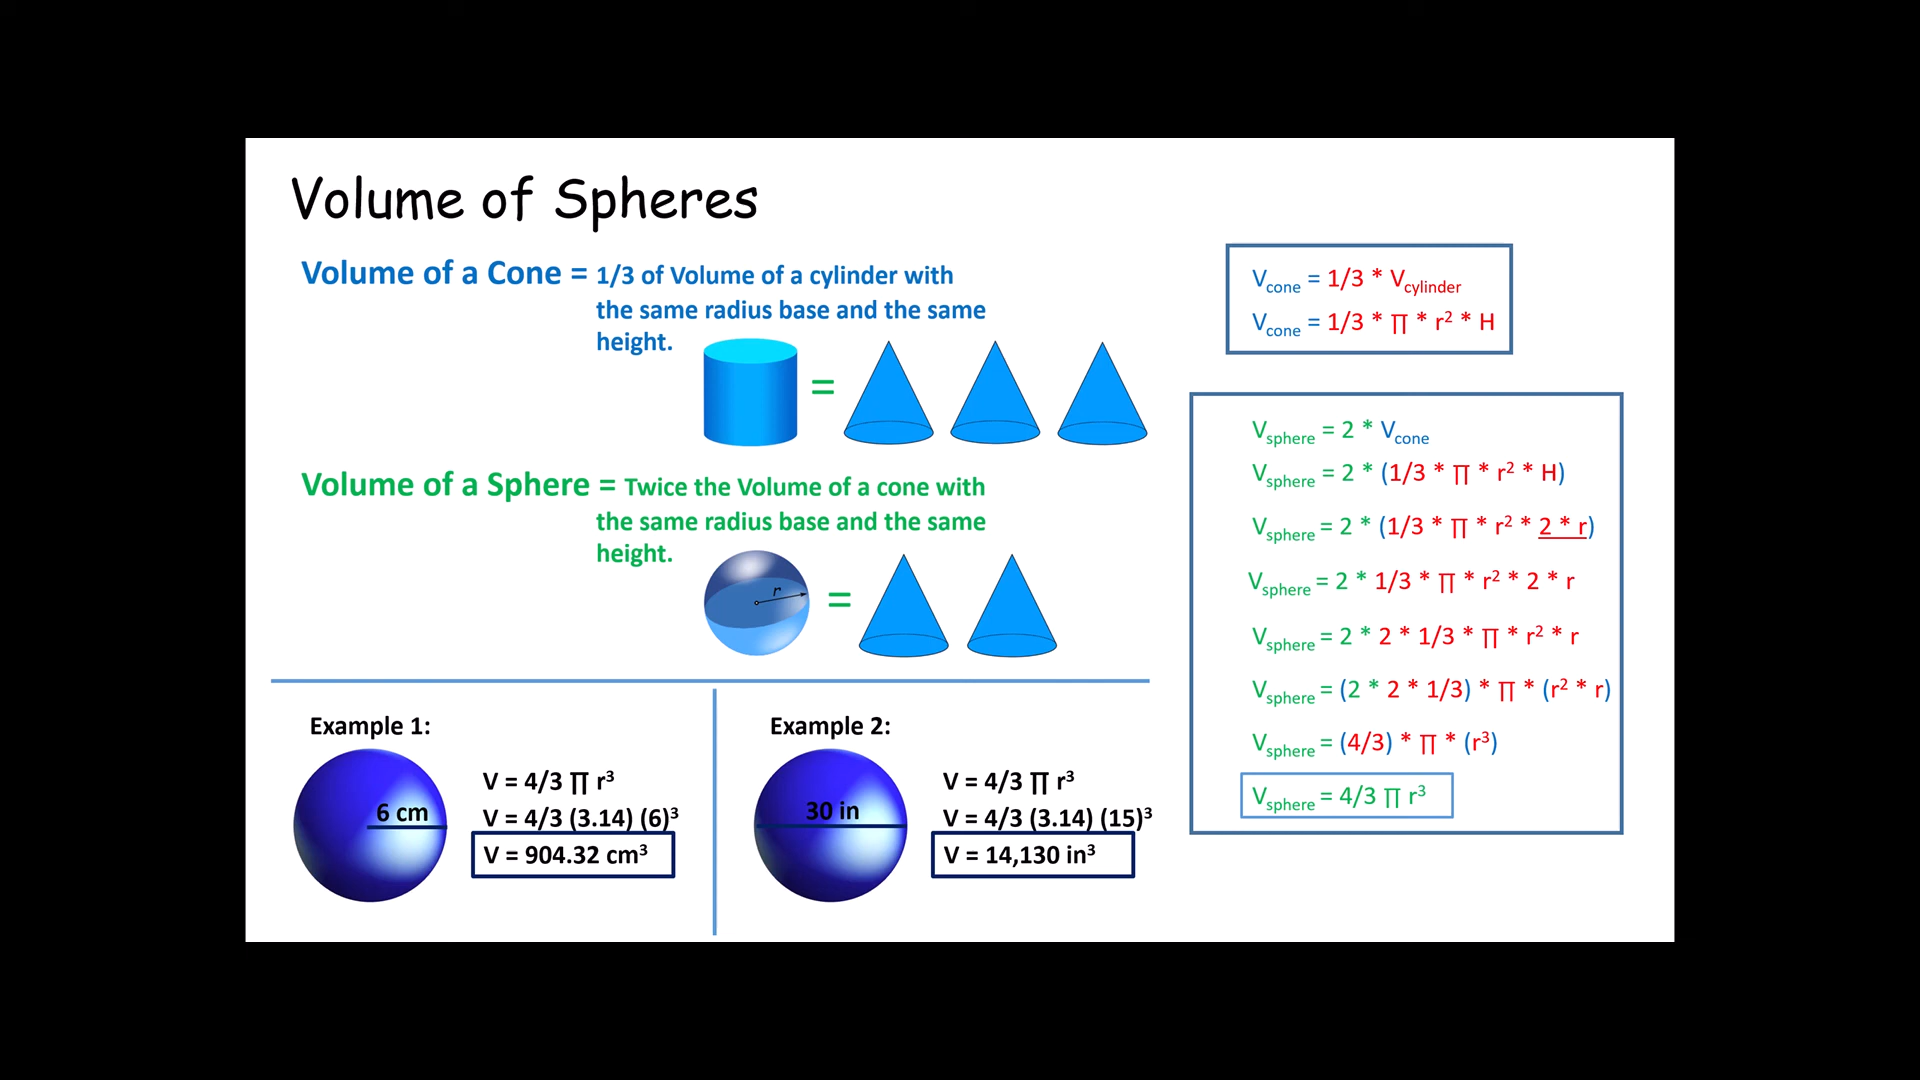 Volume of Spheres
Volume of a Cone = 1/3 of Volume of a cylinder with
the same radius base and the same
height.
=
Volume of a Sphere = Twice the Volume of a cone with
the same radius base and the same
height.
r
=
Example 1:
6 cm
V = 4/3 ∏ r³
V = 4/3 (3.14) (6)³
V = 904.32 cm³
Example 2:
30 in
V = 4/3 ∏ r³
V = 4/3 (3.14) (15)³
V = 14,130 in³
Vcone = 1/3 * Vcylinder
Vcone = 1/3 * ∏ * r² * H
Vsphere = 2 * Vcone
Vsphere = 2 * (1/3 * ∏ * r² * H)
Vsphere = 2 * (1/3 * ∏ * r² * 2 * r)
Vsphere = 2 * 1/3 * ∏ * r² * 2 * r
Vsphere = 2 * 2 * 1/3 * ∏ * r² * r
Vsphere = (2 * 2 * 1/3) * ∏ * (r² * r)
Vsphere = (4/3) * ∏ * (r³)
Vsphere = 4/3 ∏ r³